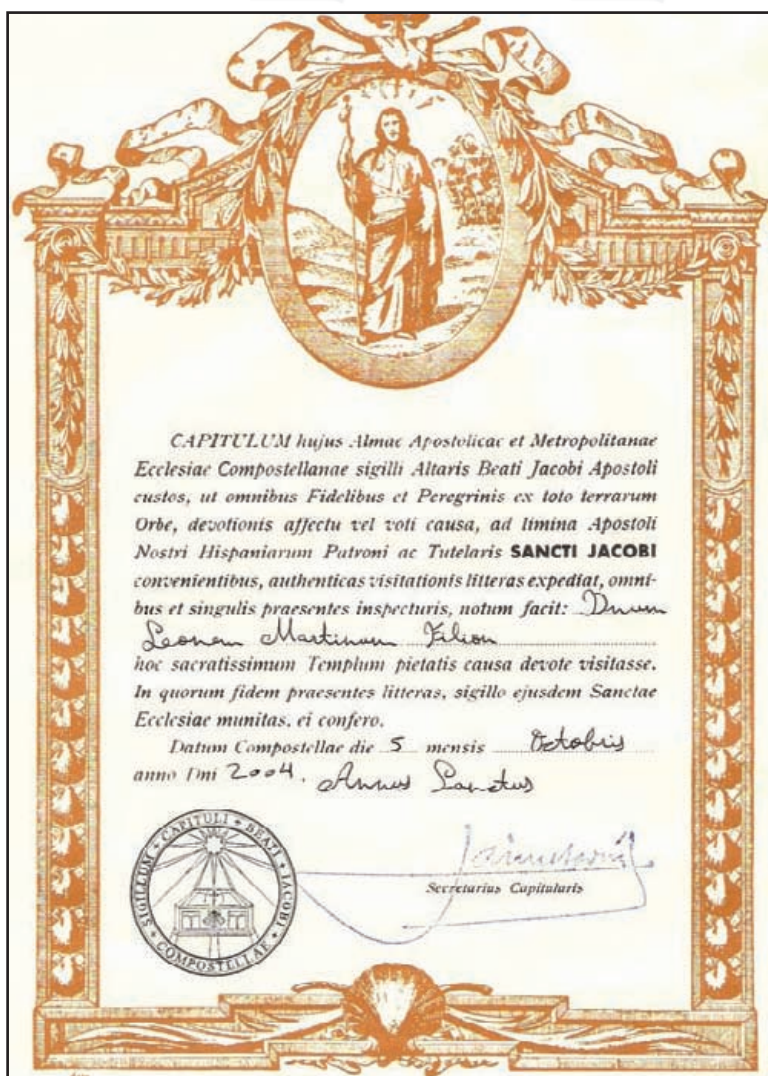 CAPITULUM hujus Almae Apostolicae et Metropolitanae
Ecclesiae Compostellanae sigilli Altaris Beati Jacobi Apostoli
custos, ut omnibus Fidelibus et Peregrinis ex toto terrarum
Orbe, devotionis affectu vel voti causa, ad limina Apostoli
Nostri Hispaniarum Patroni ac Tutelaris SANCTI JACOBI
convenientibus, authenticas visitationis litteras expediat, omni-
bus et singulis praesentes inspecturis, notum facit: Dnum
Leonem Martinum Filion
hoc sacratissimum Templum pietatis causa devote visitasse.
In quorum fidem praesentes litteras, sigillo ejusdem Sanctae
Ecclesiae munitas, ei confero.
Datum Compostellae die 5 mensis Octobris
anno Dni 2004. Annus Sanctus
SIGILLUM + CAPITULI + BEATI + IACOBI + COMPOSTELLAE +
Secretarius Capitularis